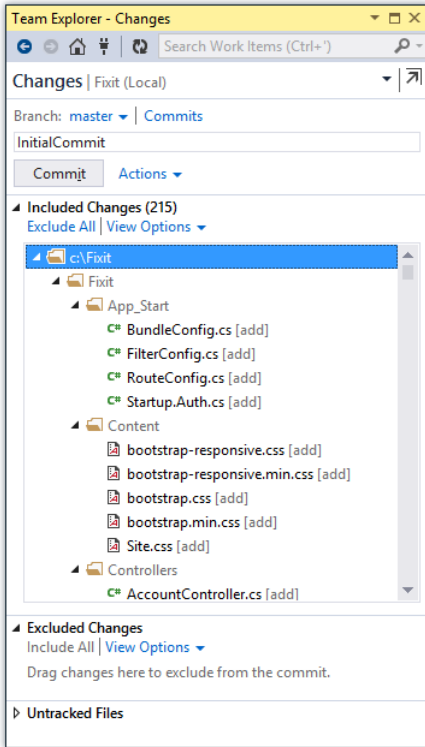 Team Explorer - Changes
Search Work Items (Ctrl+')
Changes | Fixit (Local)
Branch: master | Commits
InitialCommit
Commit Actions
Included Changes (215)
Exclude All | View Options
c:\Fixit
Fixit
App_Start
C# BundleConfig.cs [add]
C# FilterConfig.cs [add]
C# RouteConfig.cs [add]
C# Startup.Auth.cs [add]
Content
bootstrap-responsive.css [add]
bootstrap-responsive.min.css [add]
bootstrap.css [add]
bootstrap.min.css [add]
Site.css [add]
Controllers
C# AccountController.cs [add]
Excluded Changes
Include All | View Options
Drag changes here to exclude from the commit.
Untracked Files